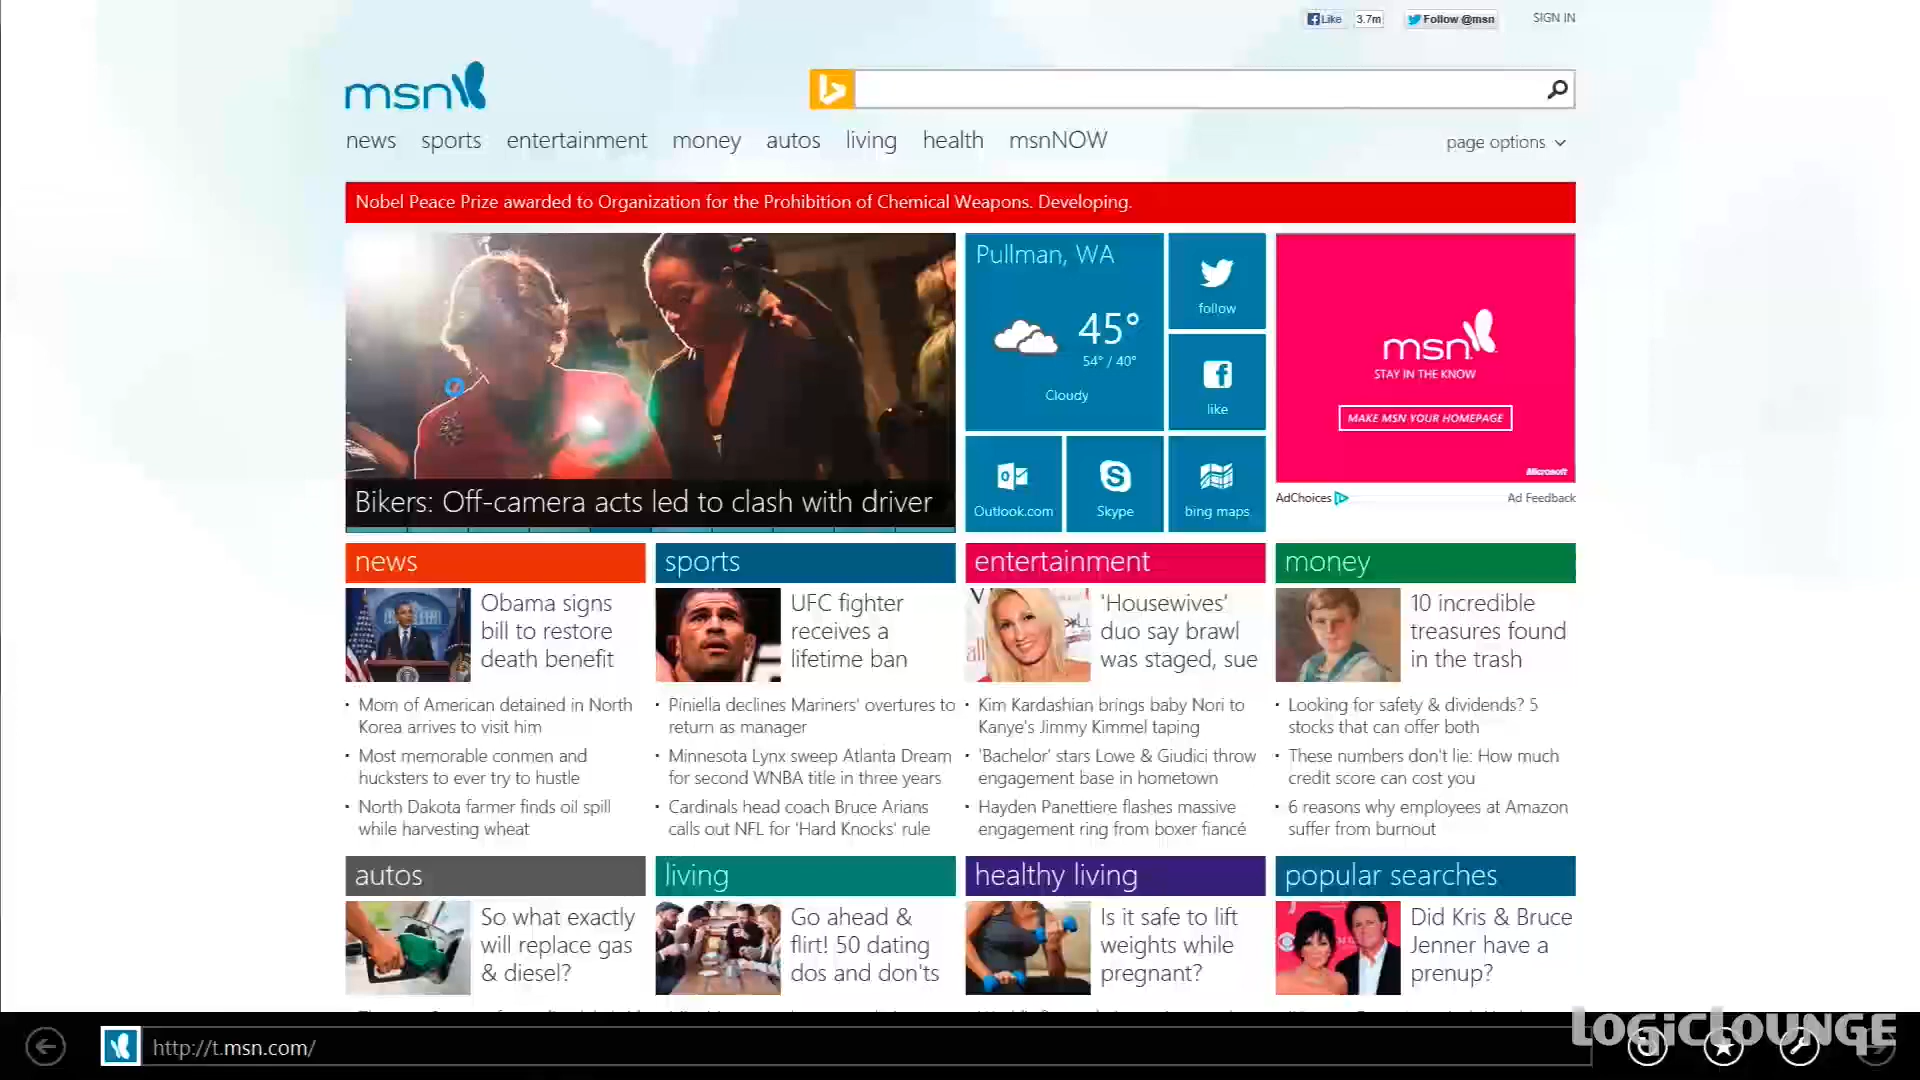 Like 3.7m Follow @msn SIGN IN
msn
news sports entertainment money autos living health msnNOW page options
Nobel Peace Prize awarded to Organization for the Prohibition of Chemical Weapons. Developing.
Bikers: Off-camera acts led to clash with driver
Pullman, WA
45°
54° / 40°
Cloudy
follow
like
Outlook.com
Skype
bing maps
msn
STAY IN THE KNOW
MAKE MSN YOUR HOMEPAGE
Microsoft
AdChoices Ad Feedback
news
Obama signs
bill to restore
death benefit
Mom of American detained in North
Korea arrives to visit him
Most memorable conmen and
hucksters to ever try to hustle
North Dakota farmer finds oil spill
while harvesting wheat
sports
UFC fighter
receives a
lifetime ban
Piniella declines Mariners' overtures to
return as manager
Minnesota Lynx sweep Atlanta Dream
for second WNBA title in three years
Cardinals head coach Bruce Arians
calls out NFL for 'Hard Knocks' rule
entertainment
'Housewives'
duo say brawl
was staged, sue
Kim Kardashian brings baby Nori to
Kanye's Jimmy Kimmel taping
'Bachelor' stars Lowe & Giudici throw
engagement base in hometown
Hayden Panettiere flashes massive
engagement ring from boxer fiancé
money
10 incredible
treasures found
in the trash
Looking for safety & dividends? 5
stocks that can offer both
These numbers don't lie: How much
credit score can cost you
6 reasons why employees at Amazon
suffer from burnout
autos
So what exactly
will replace gas
& diesel?
living
Go ahead &
flirt! 50 dating
dos and don'ts
healthy living
Is it safe to lift
weights while
pregnant?
popular searches
Did Kris & Bruce
Jenner have a
prenup?
http://t.msn.com/
LOGICLOUNGE